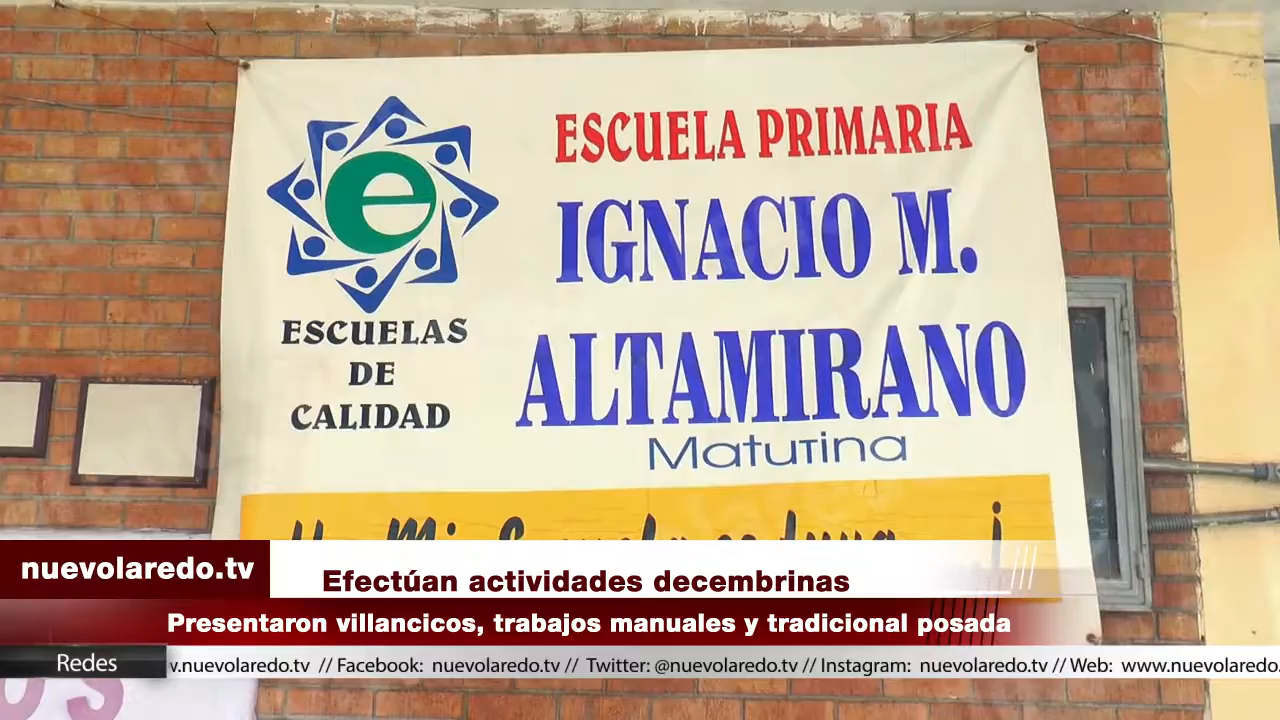 ESCUELA PRIMARIA
IGNACIO M.
ALTAMIRANO
Matutina
e
ESCUELAS
DE
CALIDAD
nuevolaredo.tv
Efectúan actividades decembrinas
Presentaron villancicos, trabajos manuales y tradicional posada
Redes
.nuevolaredo.tv // Facebook: nuevolaredo.tv // Twitter: @nuevolaredo.tv // Instagram: nuevolaredo.tv // Web: www.nuevolaredo.